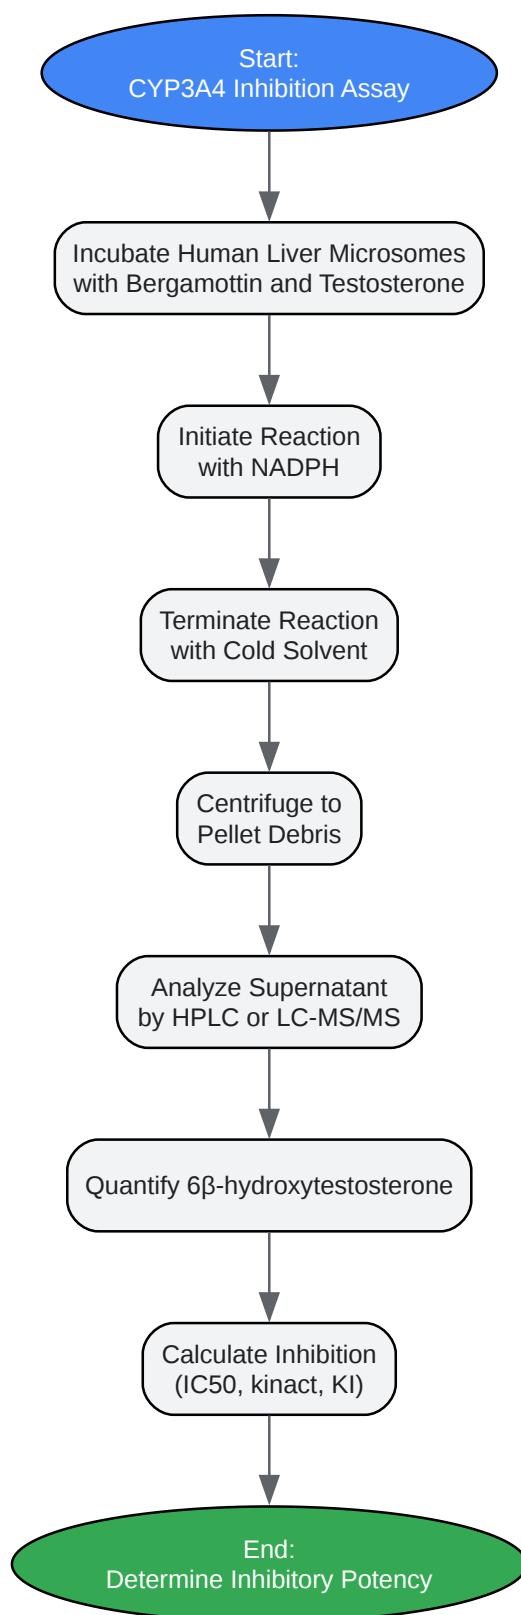 Start:
CYP3A4 Inhibition Assay
Incubate Human Liver Microsomes
with Bergamottin and Testosterone
Initiate Reaction
with NADPH
Terminate Reaction
with Cold Solvent
Centrifuge to
Pellet Debris
Analyze Supernatant
by HPLC or LC-MS/MS
Quantify 6β-hydroxytestosterone
Calculate Inhibition
(IC50, kinact, KI)
End:
Determine Inhibitory Potency